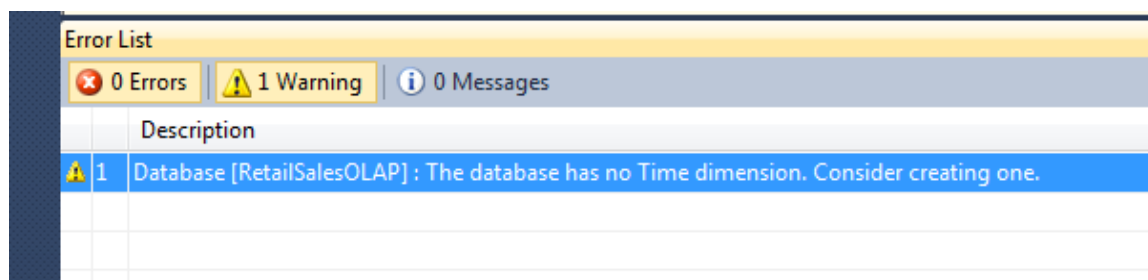 Error List
0 Errors 1 Warning 0 Messages
Description
1 Database [RetailSalesOLAP] : The database has no Time dimension. Consider creating one.